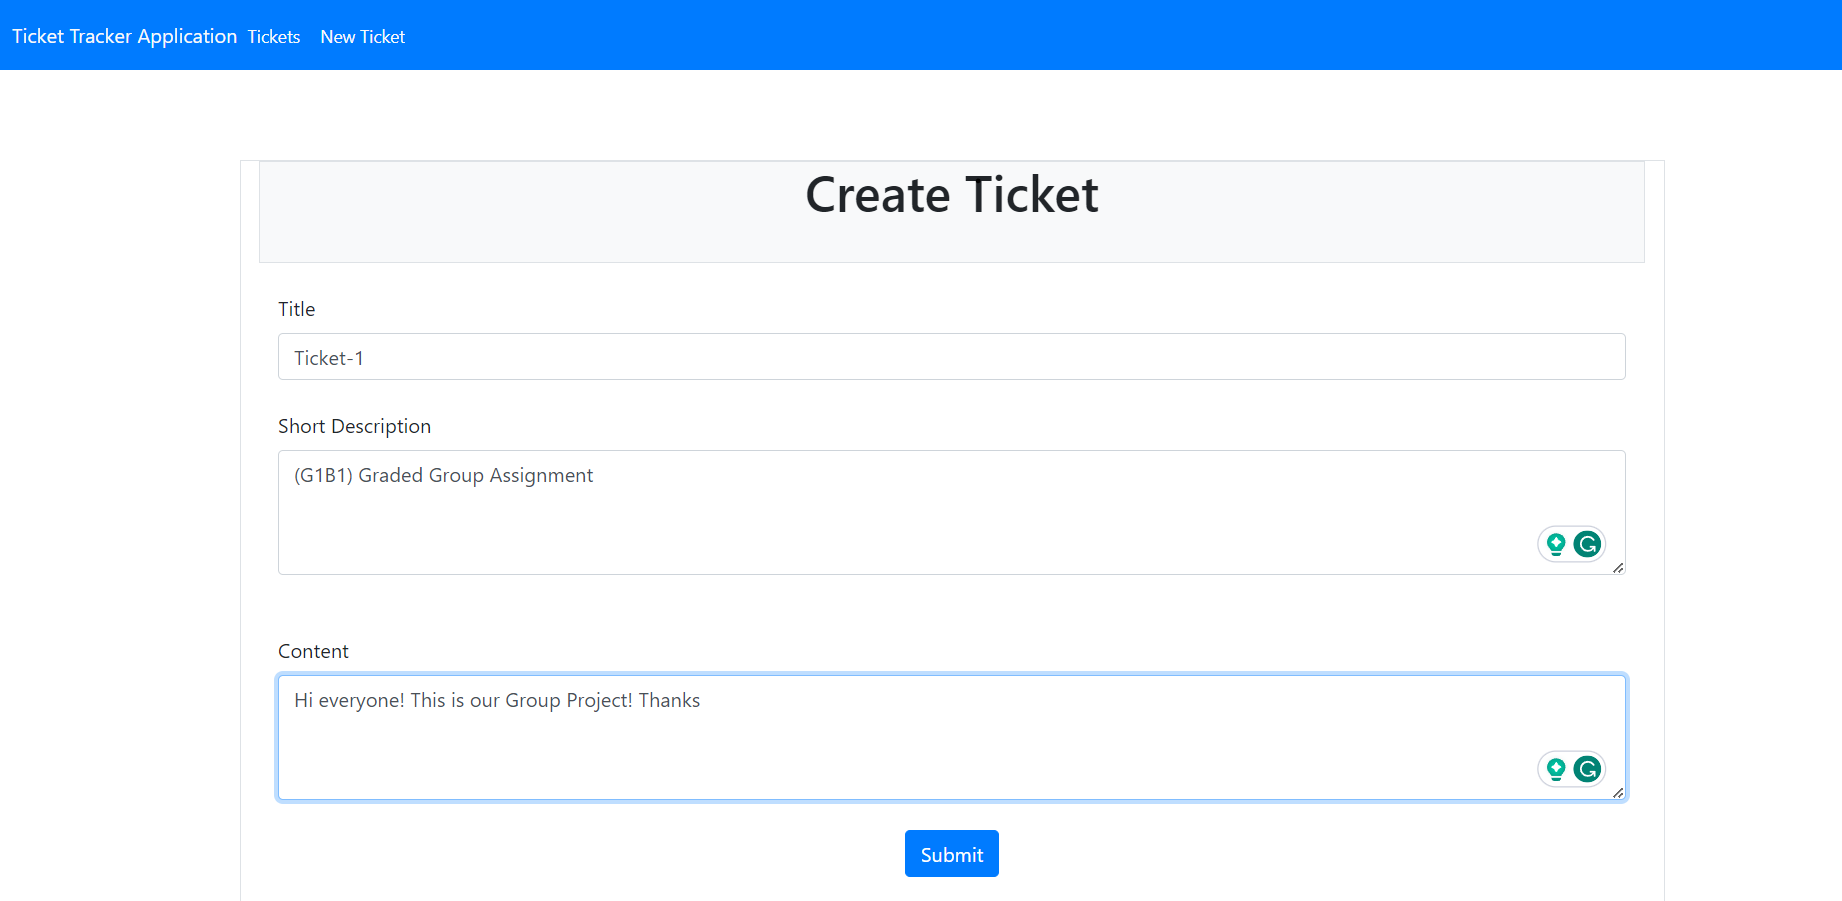 Ticket Tracker Application Tickets New Ticket
Create Ticket
Title
Ticket-1
Short Description
(G1B1) Graded Group Assignment
Content
Hi everyone! This is our Group Project! Thanks
Submit